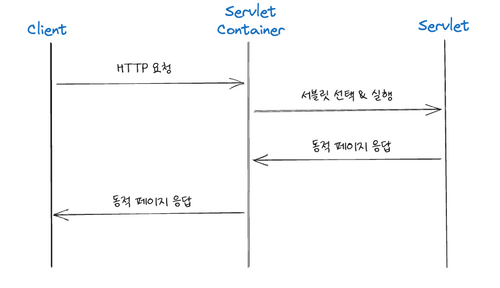 Client
Servlet
Container
Servlet
HTTP 요청
서블릿 선택 & 실행
동적 페이지 응답
동적 페이지 응답